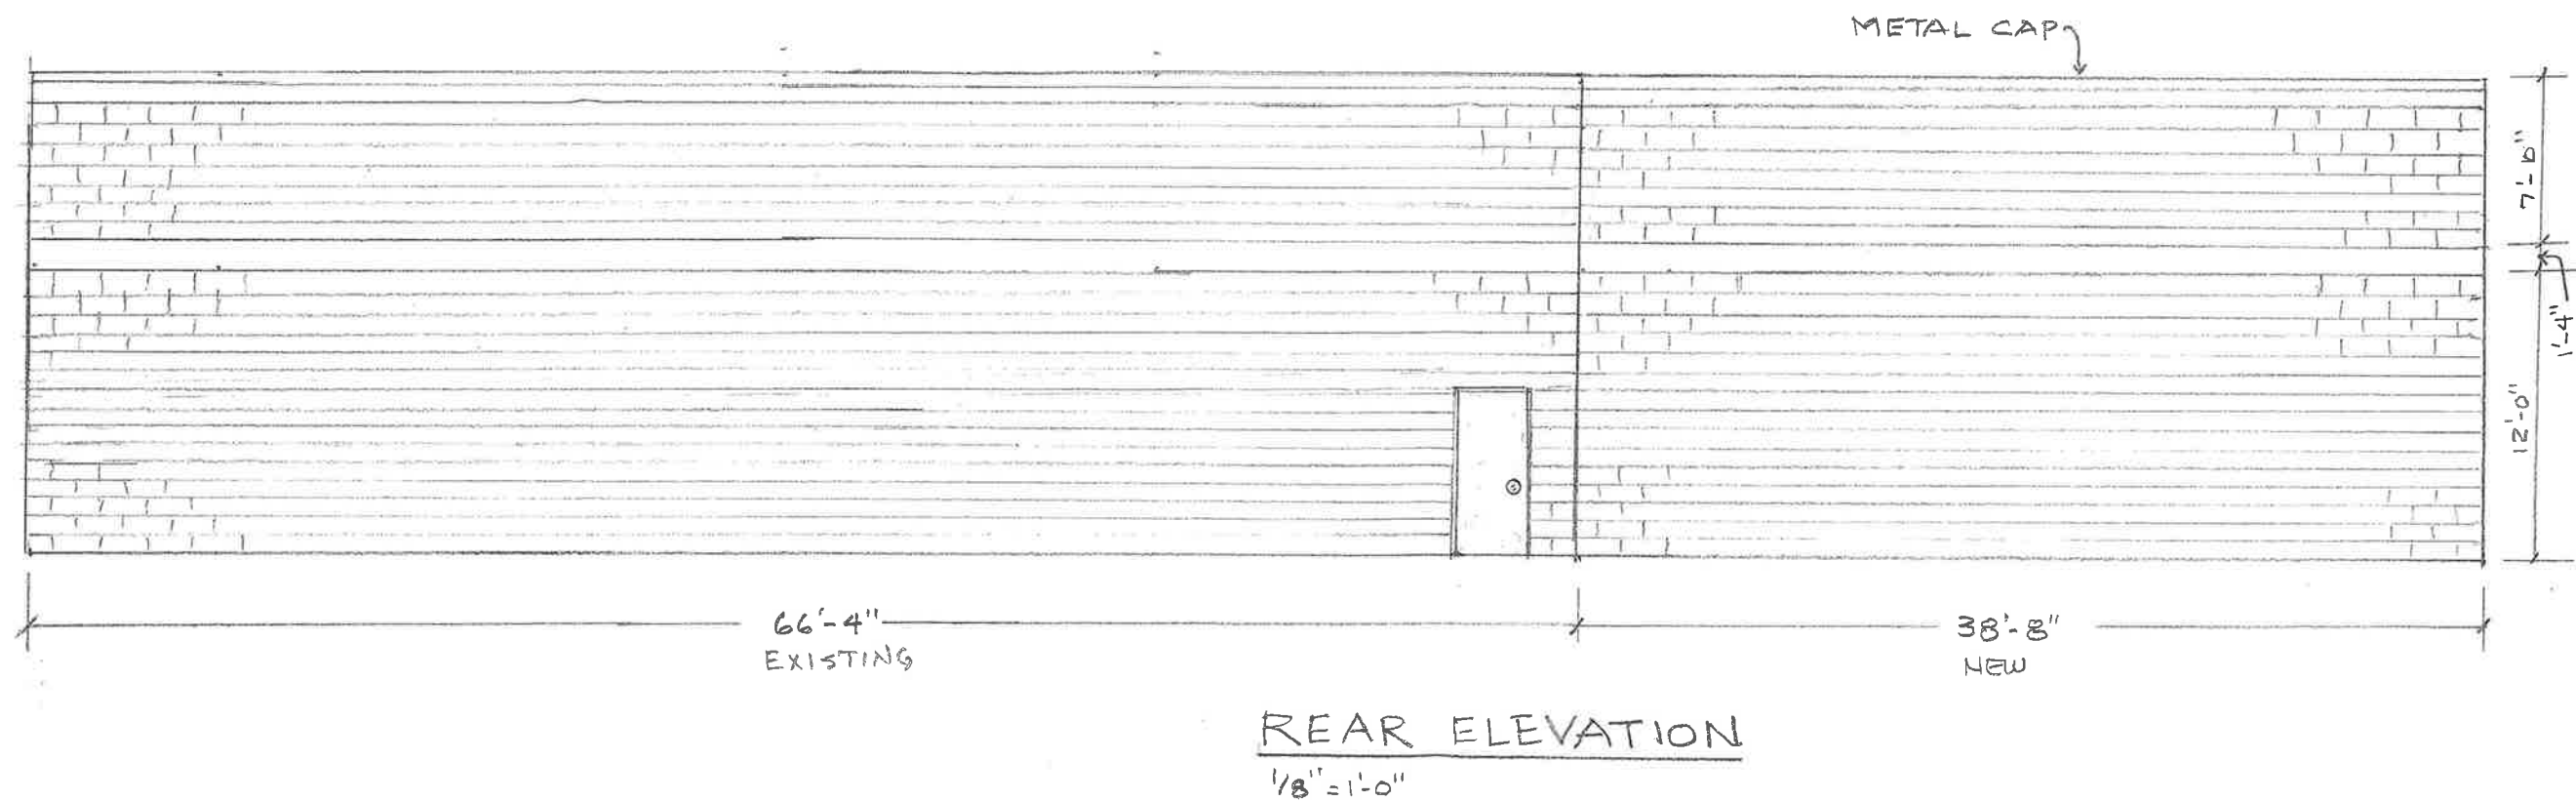 METAL CAP
7'-10"
1'-4"
12'-0"
66'-4"
EXISTING
38'-8"
NEW
REAR ELEVATION
1/8" = 1'-0"